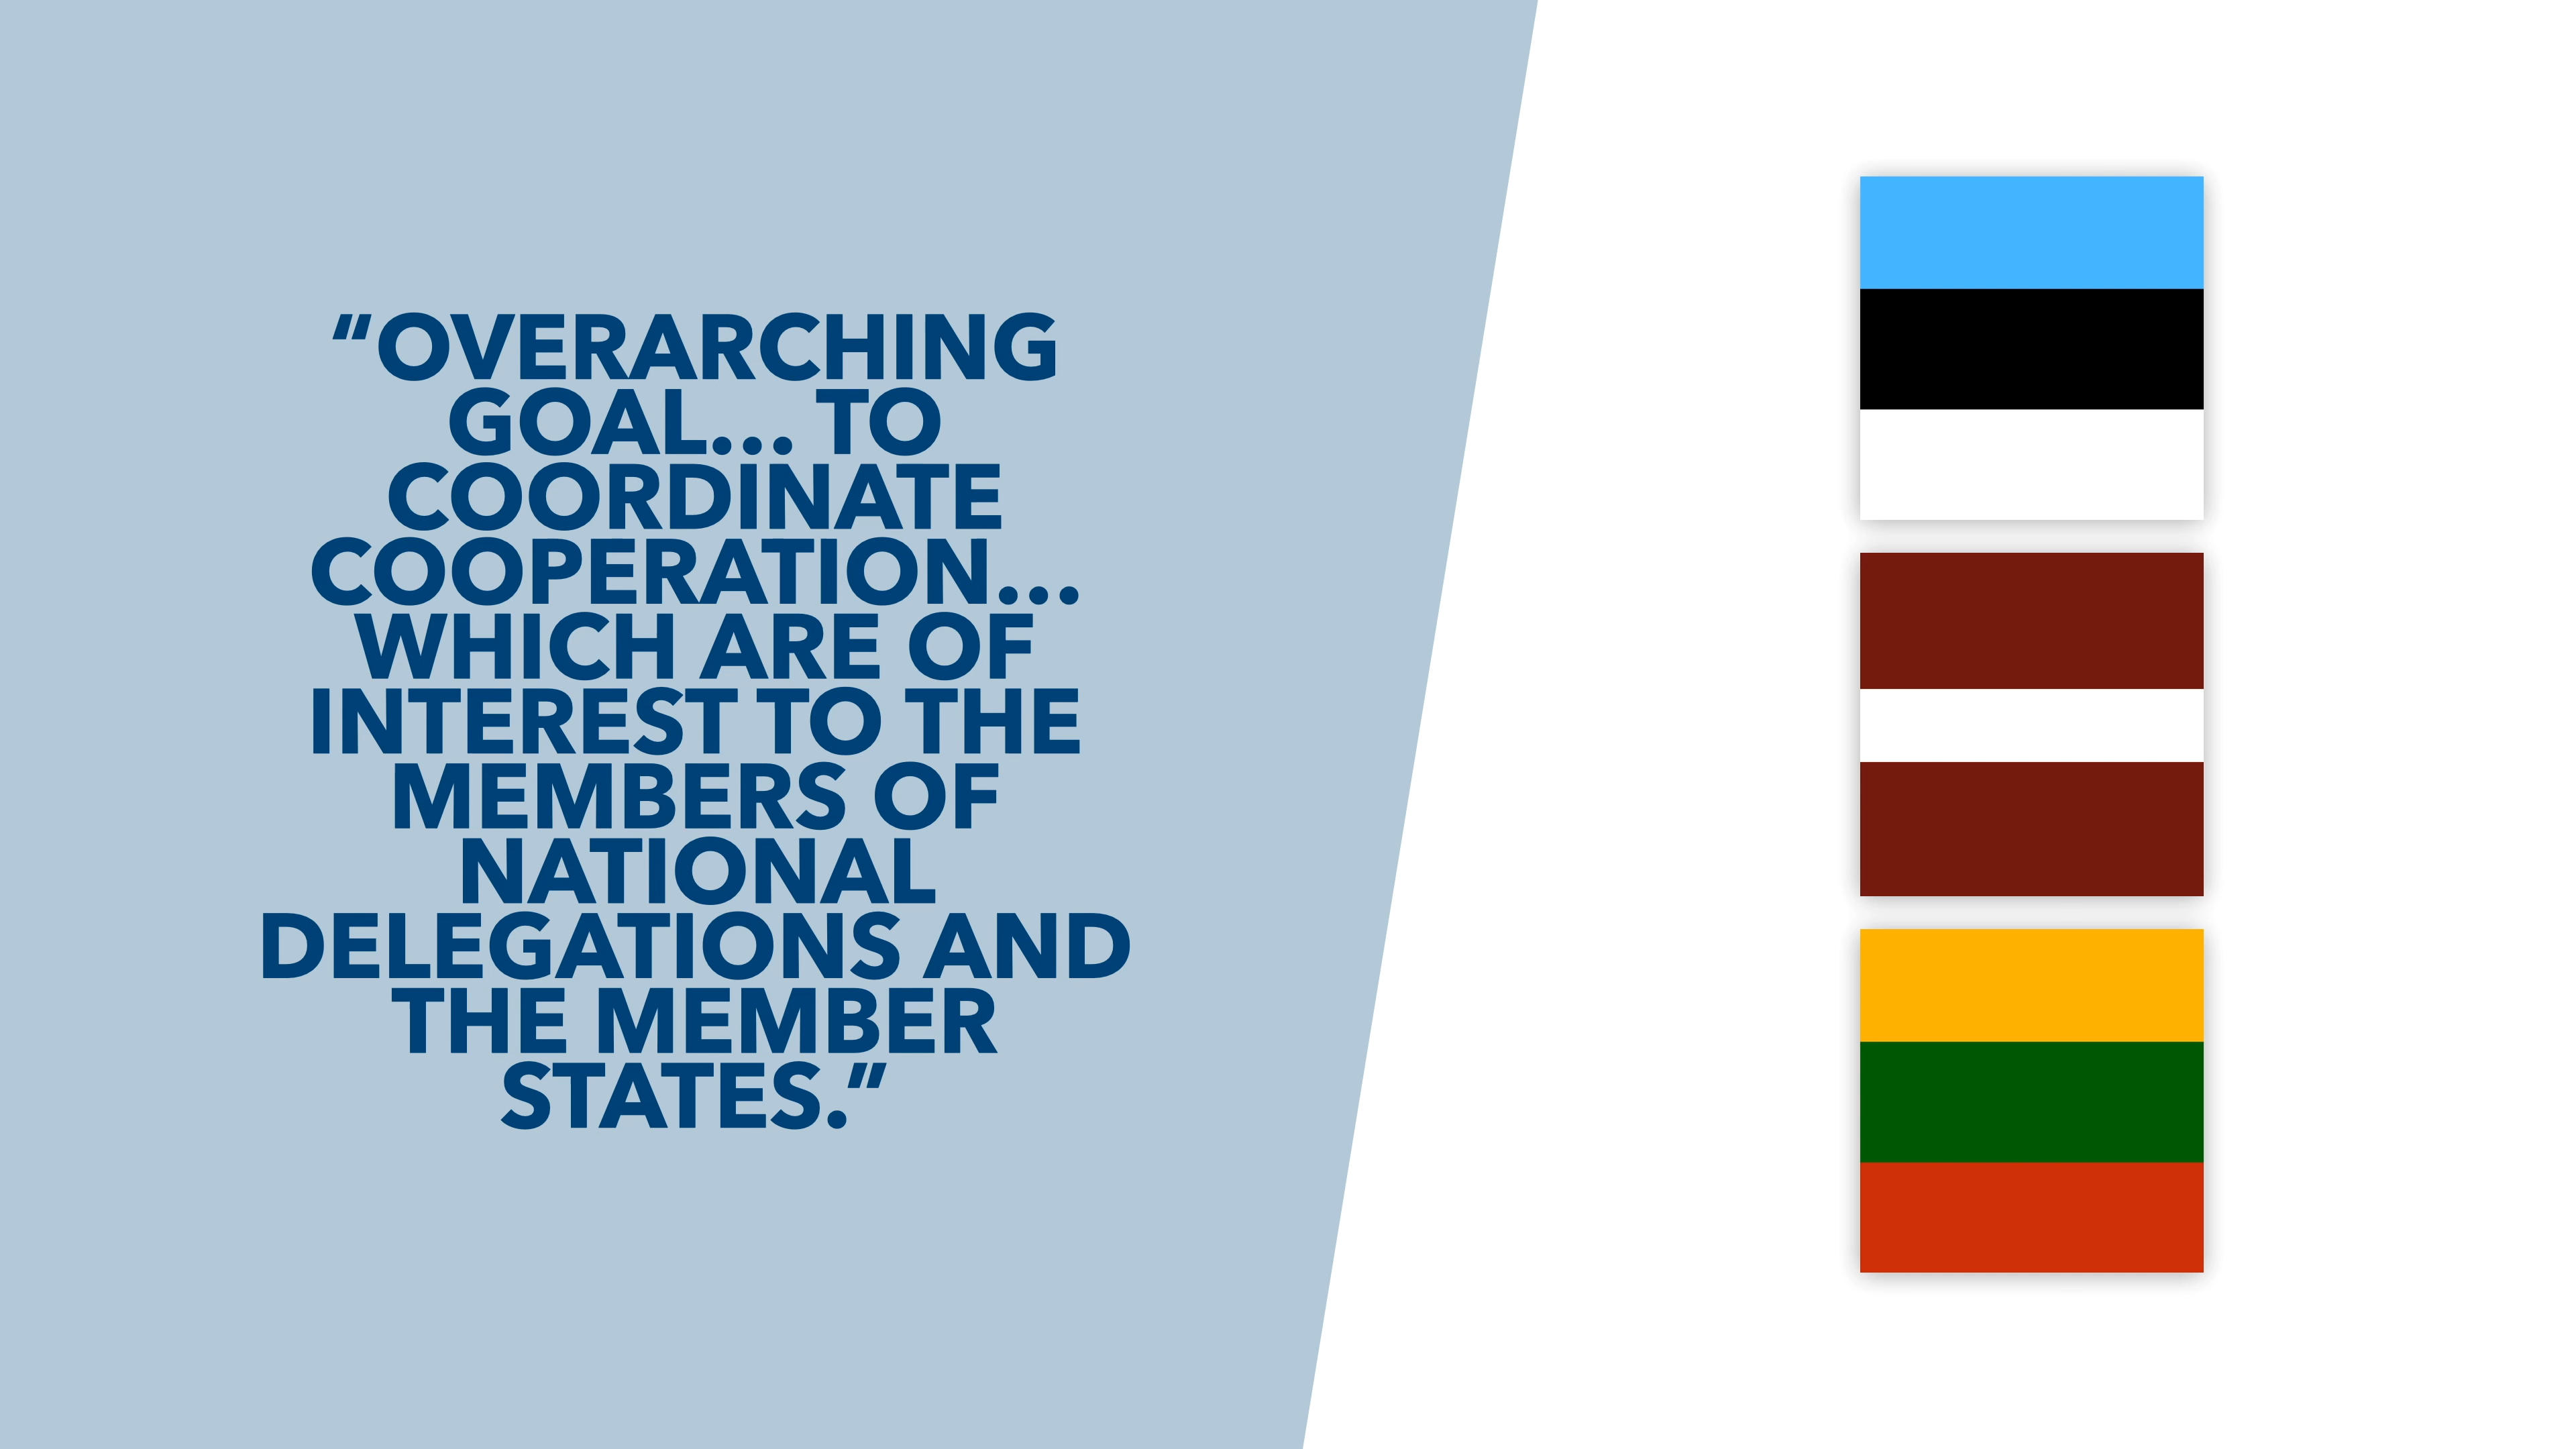 “OVERARCHING
GOAL… TO
COORDINATE
COOPERATION…
WHICH ARE OF
INTEREST TO THE
MEMBERS OF
NATIONAL
DELEGATIONS AND
THE MEMBER
STATES.”